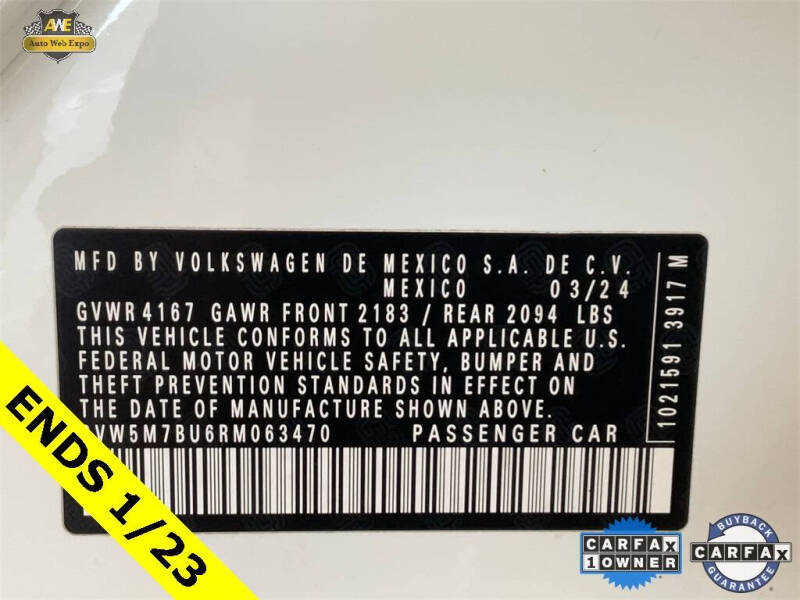 AWE
Auto Web Expo
MFD BY VOLKSWAGEN DE MEXICO S.A. DE C.V.
MEXICO 03/24
GVWR 4167 GAWR FRONT 2183 / REAR 2094 LBS
THIS VEHICLE CONFORMS TO ALL APPLICABLE U.S.
FEDERAL MOTOR VEHICLE SAFETY, BUMPER AND
THEFT PREVENTION STANDARDS IN EFFECT ON
THE DATE OF MANUFACTURE SHOWN ABOVE.
VW5M7BU6RM063470 PASSENGER CAR
1021591 3917 M
ENDS 1/23
CARFAX
1 OWNER
BUYBACK
CARFAX
GUARANTEE